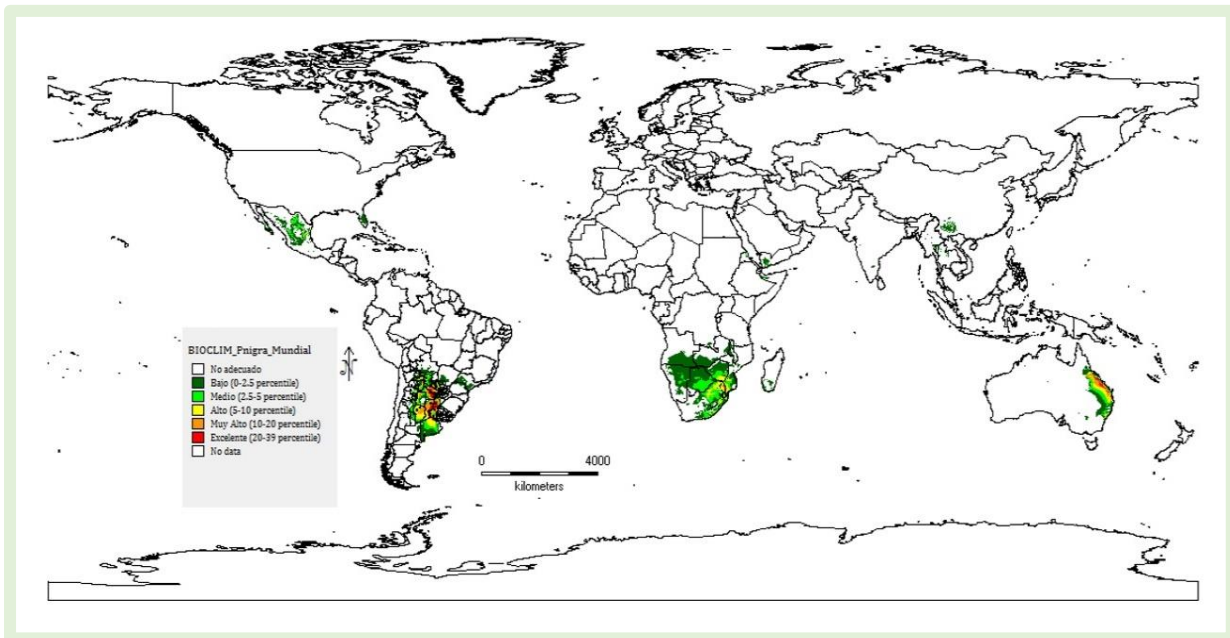 BIOCLIM_Pnigra_Mundial
No adecuado
Bajo (0-2.5 percentile)
Medio (2.5-5 percentile)
Alto (5-10 percentile)
Muy Alto (10-20 percentile)
Excelente (20-39 percentile)
No data
N
0 4000
kilometers